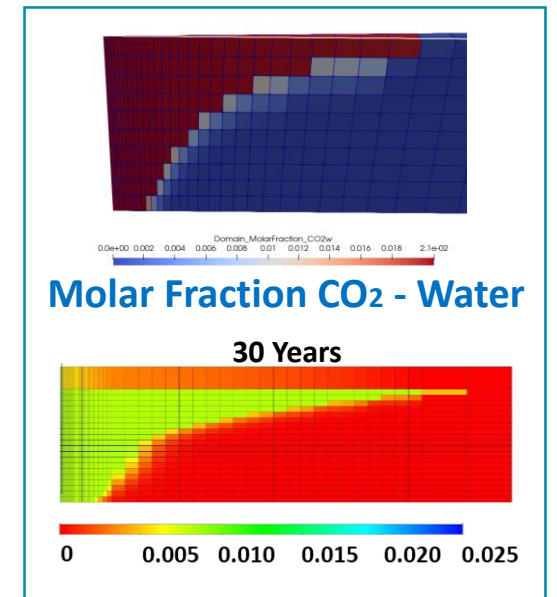 Domain_MolarFraction_CO2w
0.0e+00 0.002 0.004 0.006 0.008 0.01 0.012 0.014 0.016 0.018 2.1e-02
Molar Fraction CO₂ - Water
30 Years
0 0.005 0.010 0.015 0.020 0.025